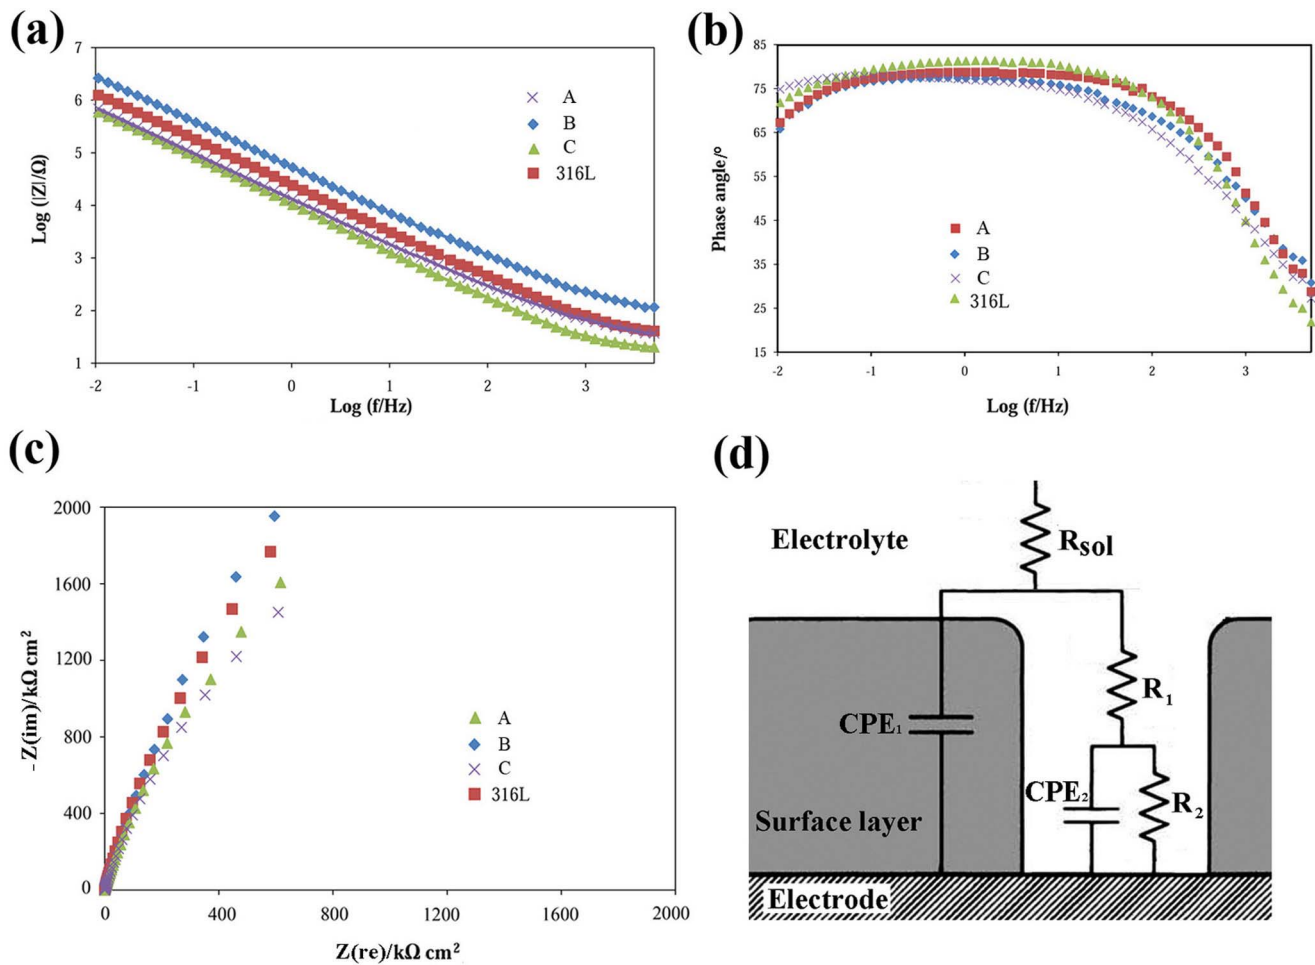 (a)
7
6
5
4
3
2
1
-2 -1 0 1 2 3
Log (|Z|/Ω)
Log (f/Hz)
A
B
C
316L
(b)
85
75
65
55
45
35
25
15
-2 -1 0 1 2 3
Phase angle/°
Log (f/Hz)
A
B
C
316L
(c)
2000
1600
1200
800
400
0
0 400 800 1200 1600 2000
-Z(im)/kΩ cm²
Z(re)/kΩ cm²
A
B
C
316L
(d)
Electrolyte
Rsol
R1
CPE1
CPE2
R2
Surface layer
Electrode